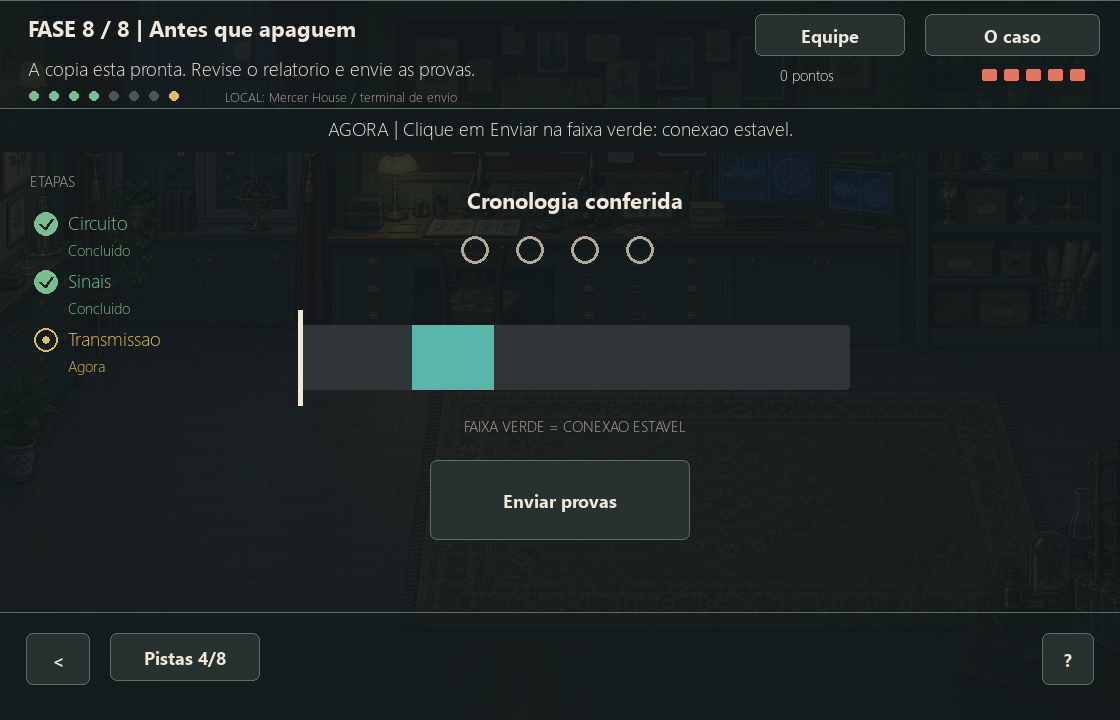 FASE 8 / 8 | Antes que apaguem
Equipe
O caso
A copia esta pronta. Revise o relatorio e envie as provas.
0 pontos
LOCAL: Mercer House / terminal de envio
AGORA | Clique em Enviar na faixa verde: conexao estavel.
ETAPAS
Circuito
Concluido
Sinais
Concluido
Transmissao
Agora
Cronologia conferida
FAIXA VERDE = CONEXAO ESTAVEL
Enviar provas
<
Pistas 4/8
?